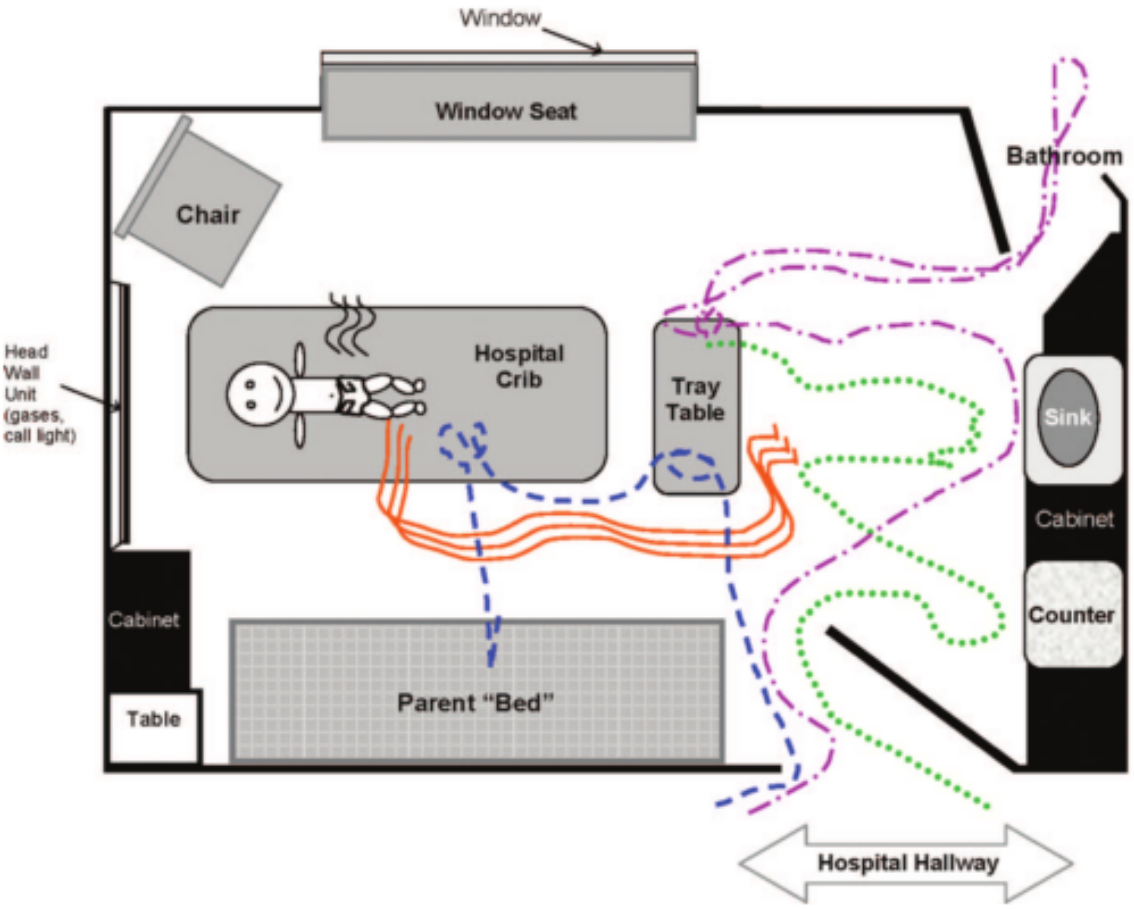 Window
Window Seat
Bathroom
Chair
Head
Wall
Unit
(gases,
call light)
Hospital
Crib
Tray
Table
Sink
Cabinet
Counter
Cabinet
Table
Parent “Bed”
Hospital Hallway